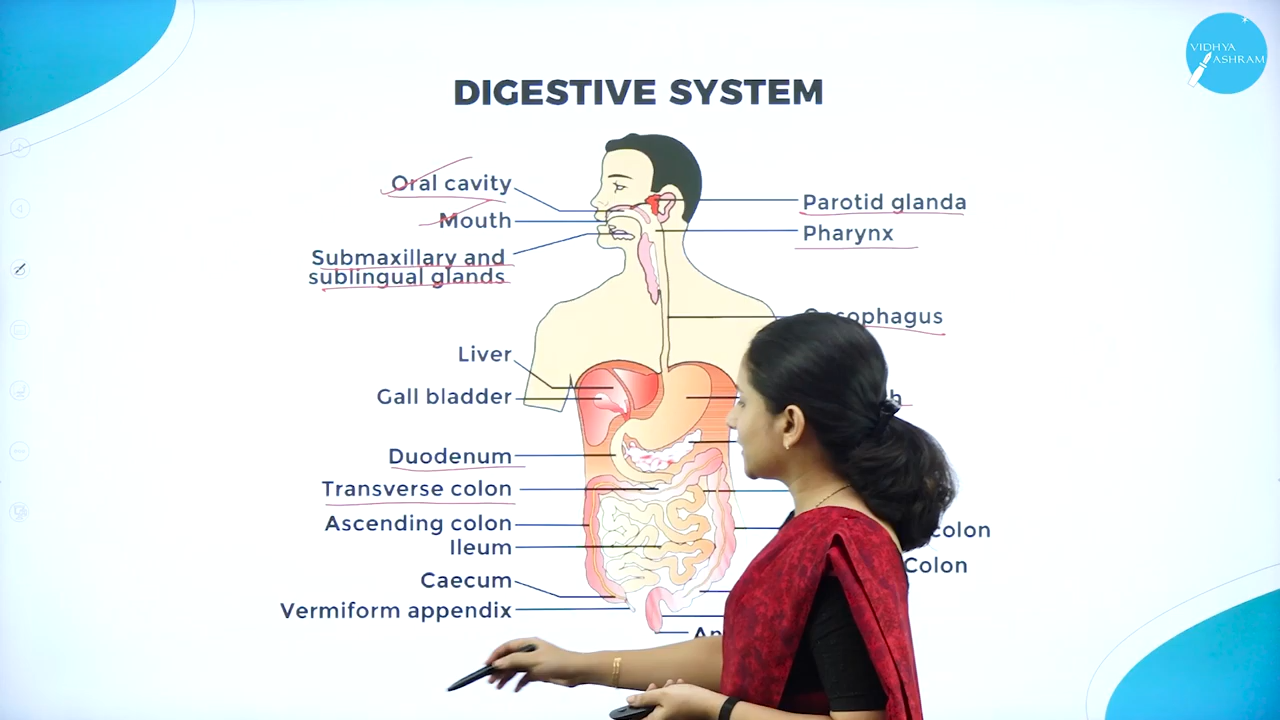 VIDHYA
ASHRAM
DIGESTIVE SYSTEM
Oral cavity
Mouth
Submaxillary and
sublingual glands
Liver
Gall bladder
Duodenum
Transverse colon
Ascending colon
Ileum
Caecum
Vermiform appendix
Parotid glanda
Pharynx
Oesophagus
colon
Colon